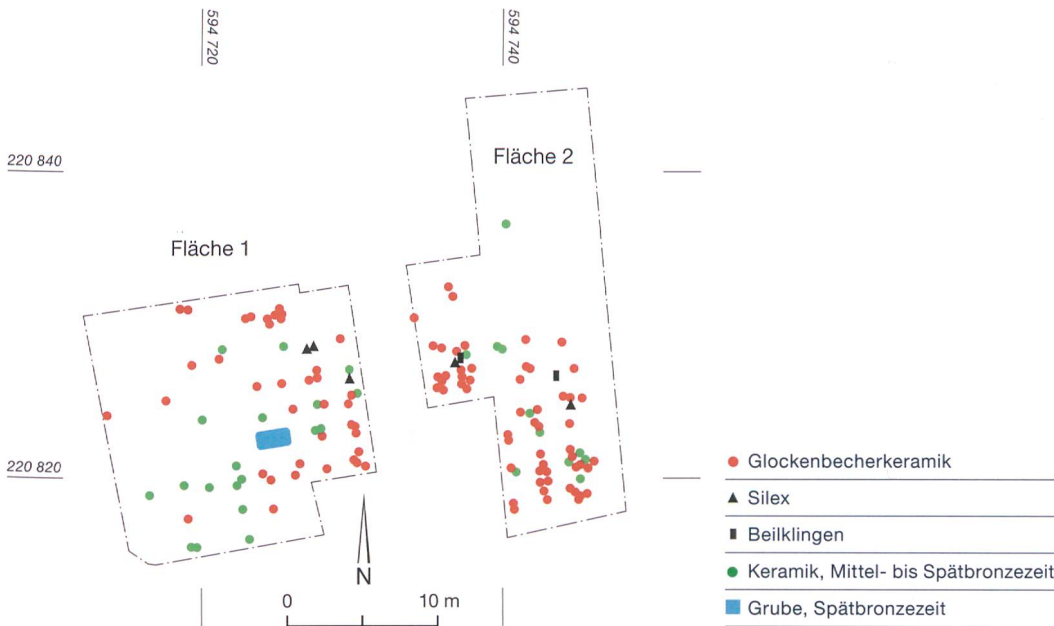 594 720
594 740
220 840
Fläche 2
Fläche 1
220 820
Glockenbecherkeramik
Silex
Beilklingen
Keramik, Mittel- bis Spätbronzezeit
Grube, Spätbronzezeit
N
0 10 m